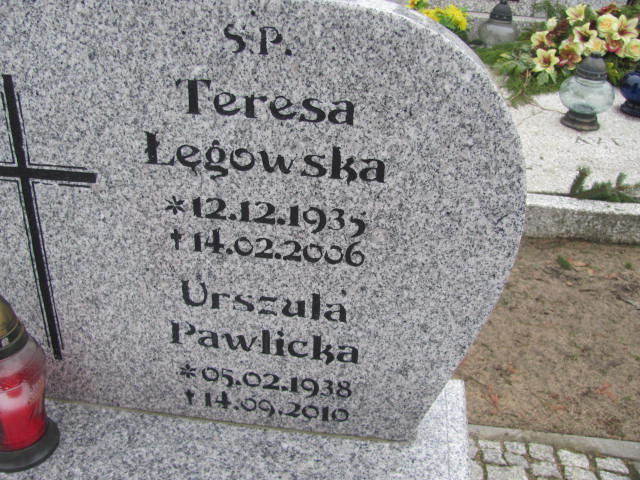 Ś.P.
Teresa
Łęgowska
*12.12.1935
†14.02.2006
Urszula
Pawlicka
*05.02.1938
†14.09.2010